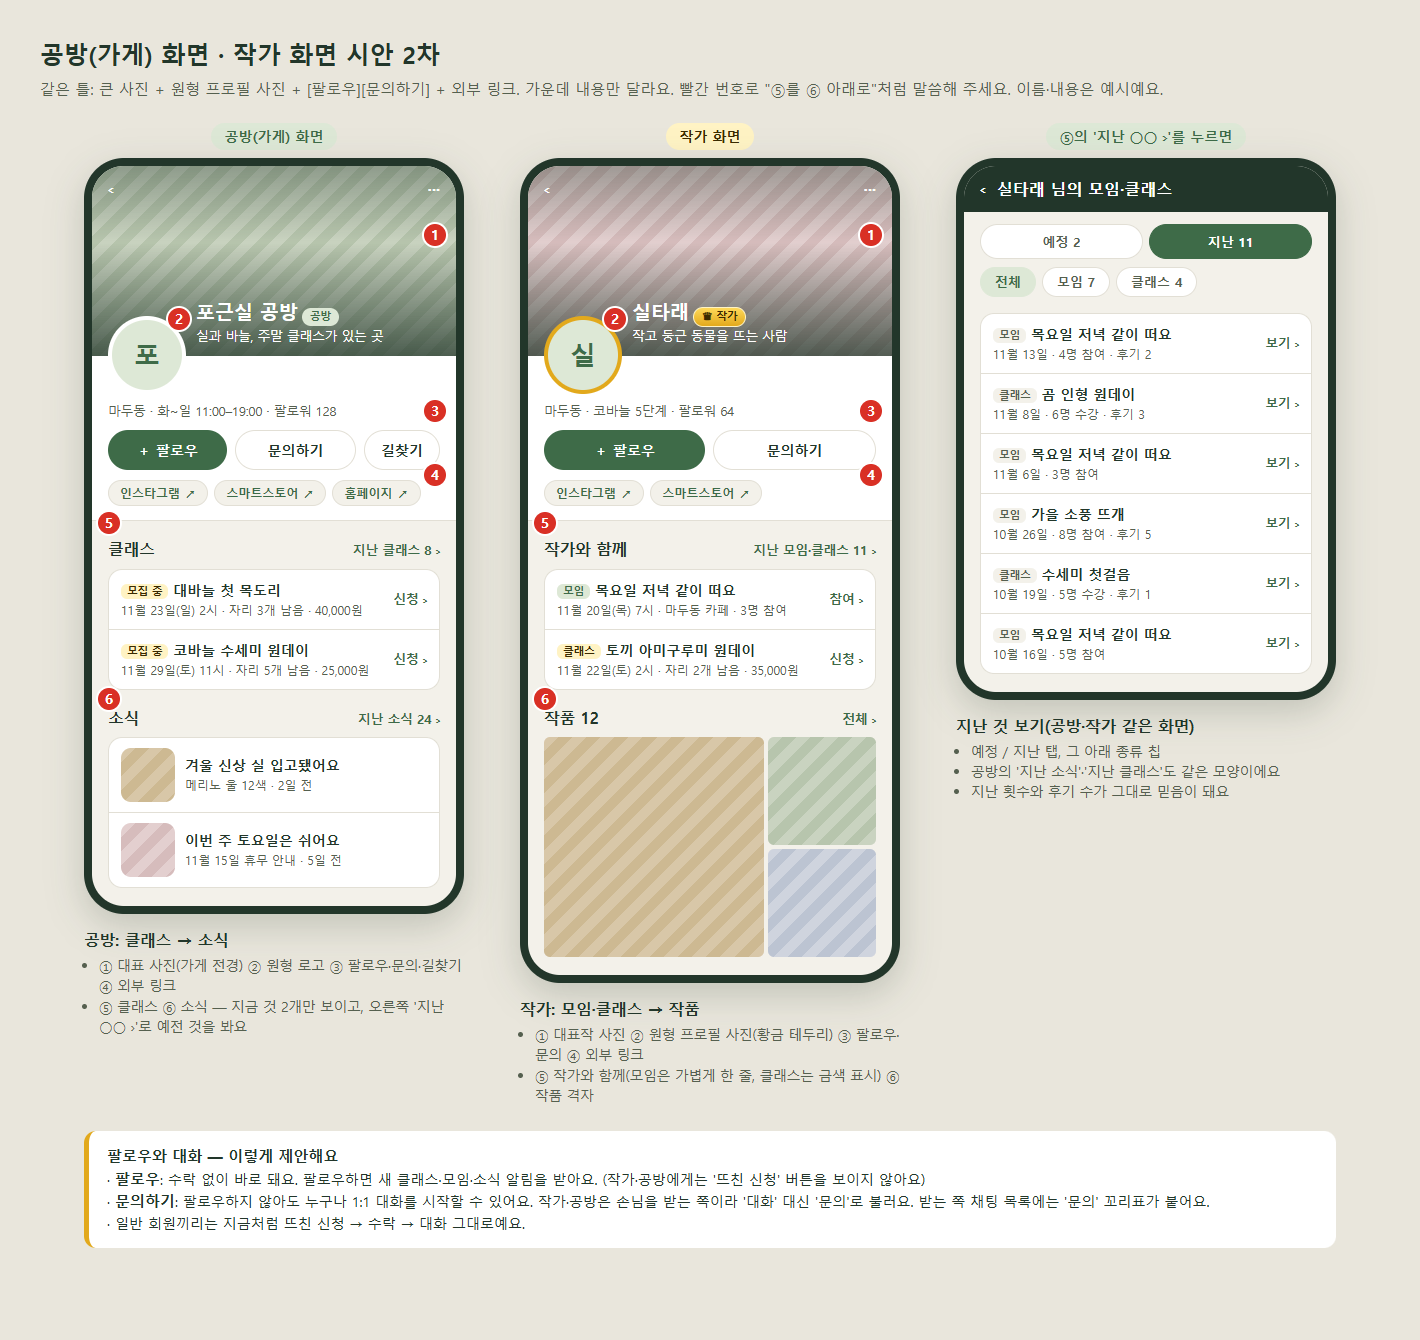 공방(가게) 화면 · 작가 화면 시안 2차
같은 틀: 큰 사진 + 원형 프로필 사진 + [팔로우][문의하기] + 외부 링크. 가운데 내용만 달라요. 빨간 번호로 "⑤를 ⑥ 아래로"처럼 말씀해 주세요. 이름·내용은 예시예요.
공방(가게) 화면
‹
···
1
2
포근실 공방 공방
실과 바늘, 주말 클래스가 있는 곳
포
마두동 · 화~일 11:00–19:00 · 팔로워 128
3
+ 팔로우
문의하기
길찾기
4
인스타그램 ↗
스마트스토어 ↗
홈페이지 ↗
5
클래스
지난 클래스 8 ›
모집 중 대바늘 첫 목도리
11월 23일(일) 2시 · 자리 3개 남음 · 40,000원
신청 ›
모집 중 코바늘 수세미 원데이
11월 29일(토) 11시 · 자리 5개 남음 · 25,000원
신청 ›
6
소식
지난 소식 24 ›
겨울 신상 실 입고됐어요
메리노 울 12색 · 2일 전
이번 주 토요일은 쉬어요
11월 15일 휴무 안내 · 5일 전
공방: 클래스 → 소식
• ① 대표 사진(가게 전경) ② 원형 로고 ③ 팔로우·문의·길찾기
④ 외부 링크
• ⑤ 클래스 ⑥ 소식 — 지금 것 2개만 보이고, 오른쪽 '지난
○○ ›'로 예전 것을 봐요
작가 화면
‹
···
1
2
실타래 ♛ 작가
작고 둥근 동물을 뜨는 사람
실
마두동 · 코바늘 5단계 · 팔로워 64
3
+ 팔로우
문의하기
4
인스타그램 ↗
스마트스토어 ↗
5
작가와 함께
지난 모임·클래스 11 ›
모임 목요일 저녁 같이 떠요
11월 20일(목) 7시 · 마두동 카페 · 3명 참여
참여 ›
클래스 토끼 아미구루미 원데이
11월 22일(토) 2시 · 자리 2개 남음 · 35,000원
신청 ›
6
작품 12
전체 ›
작가: 모임·클래스 → 작품
• ① 대표작 사진 ② 원형 프로필 사진(황금 테두리) ③ 팔로우·
문의 ④ 외부 링크
• ⑤ 작가와 함께(모임은 가볍게 한 줄, 클래스는 금색 표시) ⑥
작품 격자
⑤의 '지난 ○○ ›'를 누르면
‹ 실타래 님의 모임·클래스
예정 2
지난 11
전체
모임 7
클래스 4
모임 목요일 저녁 같이 떠요
11월 13일 · 4명 참여 · 후기 2
보기 ›
클래스 곰 인형 원데이
11월 8일 · 6명 수강 · 후기 3
보기 ›
모임 목요일 저녁 같이 떠요
11월 6일 · 3명 참여
보기 ›
모임 가을 소풍 뜨개
10월 26일 · 8명 참여 · 후기 5
보기 ›
클래스 수세미 첫걸음
10월 19일 · 5명 수강 · 후기 1
보기 ›
모임 목요일 저녁 같이 떠요
10월 16일 · 5명 참여
보기 ›
지난 것 보기(공방·작가 같은 화면)
• 예정 / 지난 탭, 그 아래 종류 칩
• 공방의 '지난 소식'·'지난 클래스'도 같은 모양이에요
• 지난 횟수와 후기 수가 그대로 믿음이 돼요
팔로우와 대화 — 이렇게 제안해요
· 팔로우: 수락 없이 바로 돼요. 팔로우하면 새 클래스·모임·소식 알림을 받아요. (작가·공방에게는 '뜨친 신청' 버튼을 보이지 않아요)
· 문의하기: 팔로우하지 않아도 누구나 1:1 대화를 시작할 수 있어요. 작가·공방은 손님을 받는 쪽이라 '대화' 대신 '문의'로 불러요. 받는 쪽 채팅 목록에는 '문의' 꼬리표가 붙어요.
· 일반 회원끼리는 지금처럼 뜨친 신청 → 수락 → 대화 그대로예요.